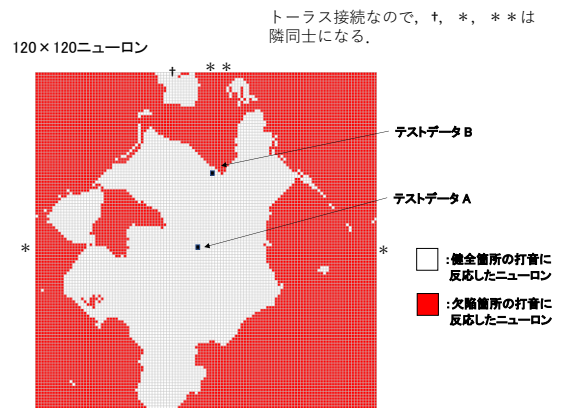 トーラス接続なので，†，＊，＊＊は
隣同士になる．
120×120ニューロン
† ＊＊
テストデータB
テストデータA
＊ ＊
:健全箇所の打音に
反応したニューロン
:欠陥箇所の打音に
反応したニューロン